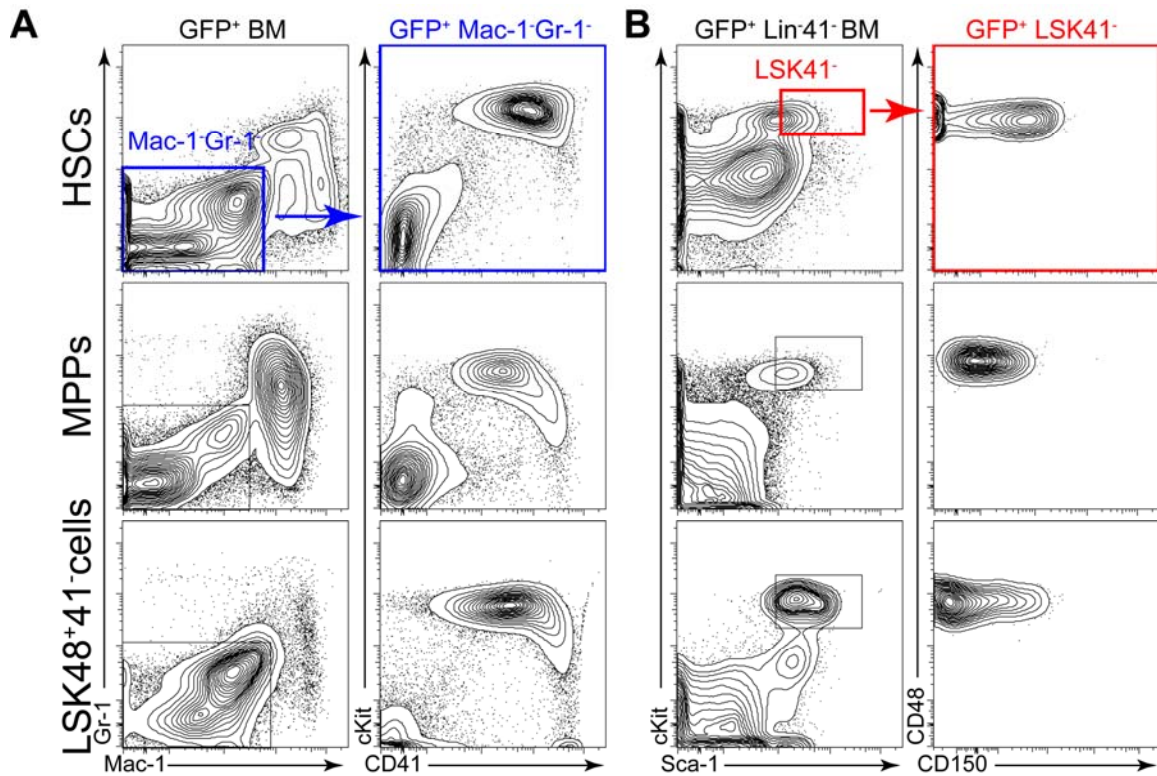 A
GFP⁺ BM
GFP⁺ Mac-1⁻Gr-1⁻
B
GFP⁺ Lin⁻41⁻ BM
GFP⁺ LSK41⁻
HSCs
Mac-1⁻Gr-1⁻
LSK41⁻
MPPs
LSK48⁺41⁻cells
Gr-1
cKit
cKit
CD48
Mac-1
CD41
Sca-1
CD150